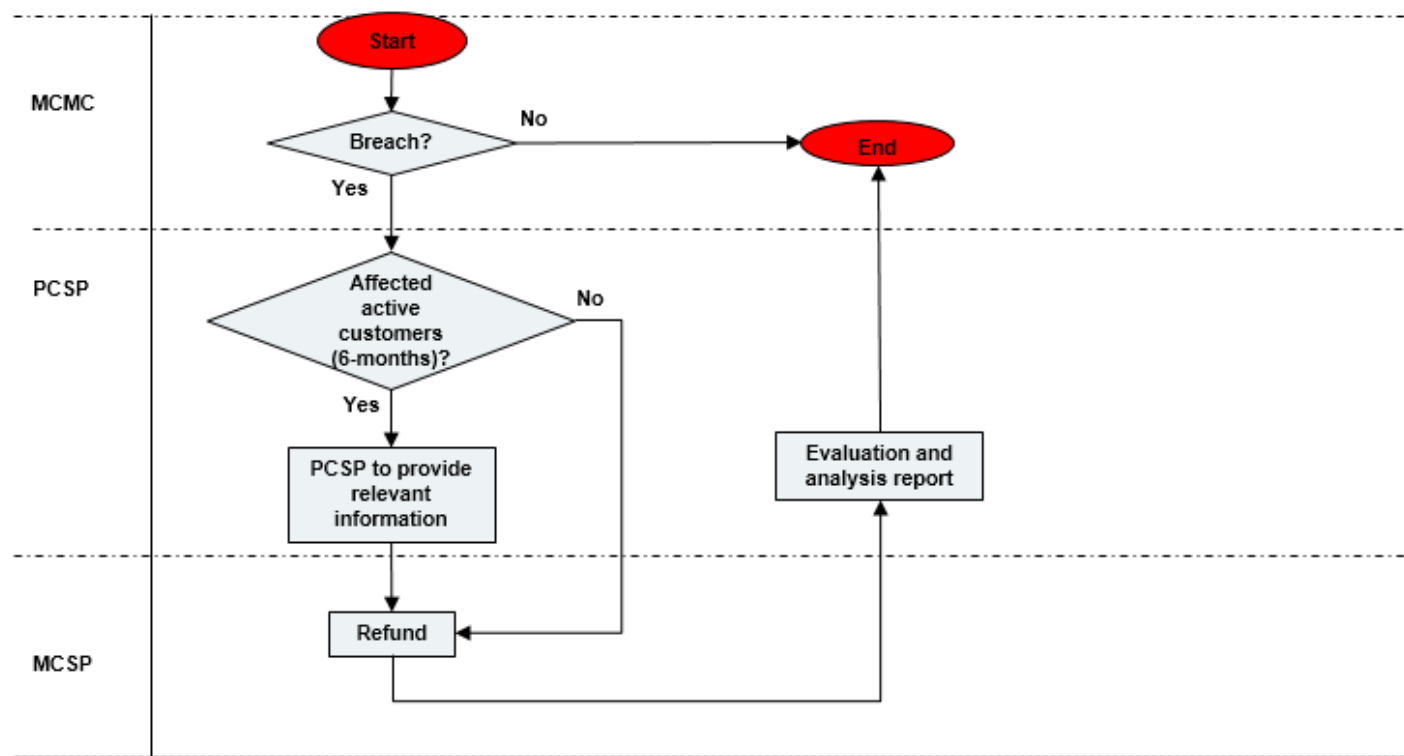 Start
MCMC
Breach?
No
End
Yes
PCSP
Affected
active
customers
(6-months)?
No
Yes
PCSP to provide
relevant
information
Evaluation and
analysis report
Refund
MCSP